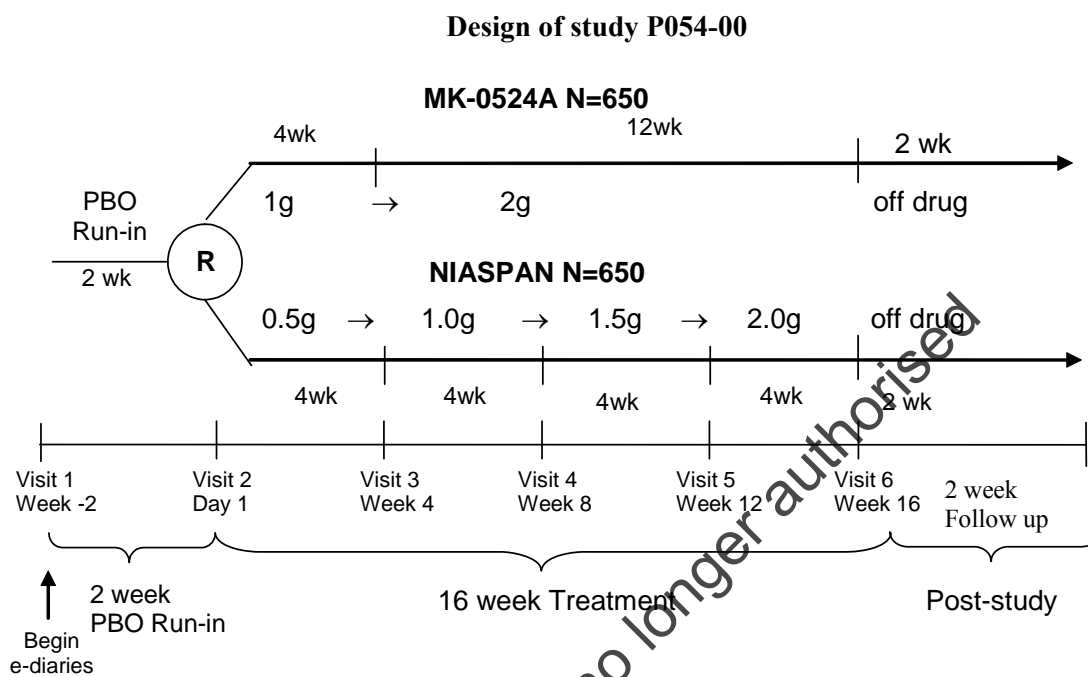 Design of study P054-00
MK-0524A N=650
4wk 12wk 2 wk
1g → 2g off drug
PBO
Run-in
2 wk
R
NIASPAN N=650
0.5g → 1.0g → 1.5g → 2.0g off drug
4wk 4wk 4wk 4wk 2 wk
Visit 1 Visit 2 Visit 3 Visit 4 Visit 5 Visit 6
Week -2 Day 1 Week 4 Week 8 Week 12 Week 16
2 week
Follow up
2 week
PBO Run-in
16 week Treatment
Post-study
Begin
e-diaries
no longer authorised